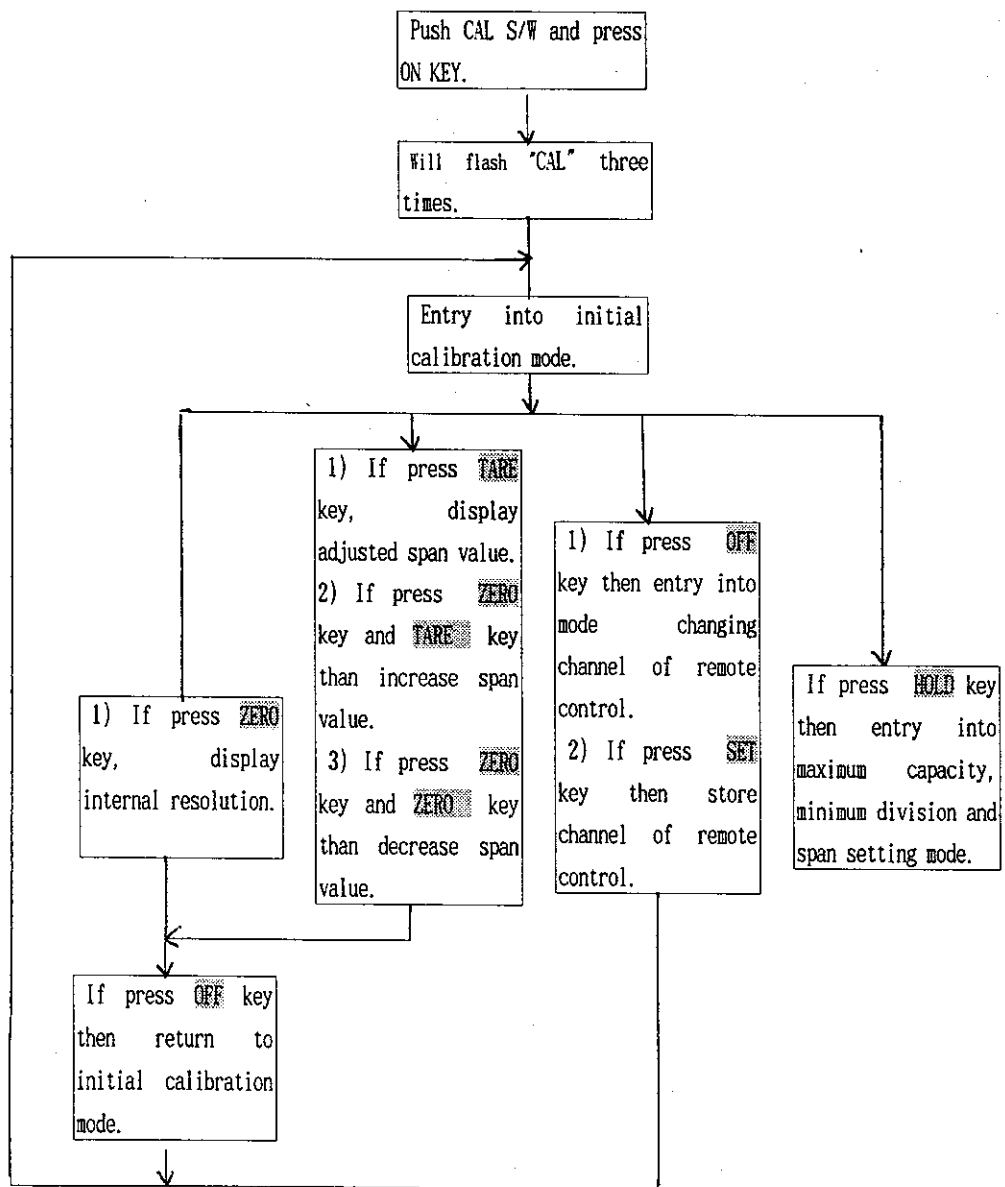 Push CAL S/W and press
ON KEY.
Will flash "CAL" three
times.
Entry into initial
calibration mode.
1) If press ZERO
key, display
internal resolution.
1) If press TARE
key, display
adjusted span value.
2) If press ZERO
key and TARE key
than increase span
value.
3) If press ZERO
key and ZERO key
than decrease span
value.
1) If press OFF
key then entry into
mode changing
channel of remote
control.
2) If press SET
key then store
channel of remote
control.
If press HOLD key
then entry into
maximum capacity,
minimum division and
span setting mode.
If press OFF key
then return to
initial calibration
mode.